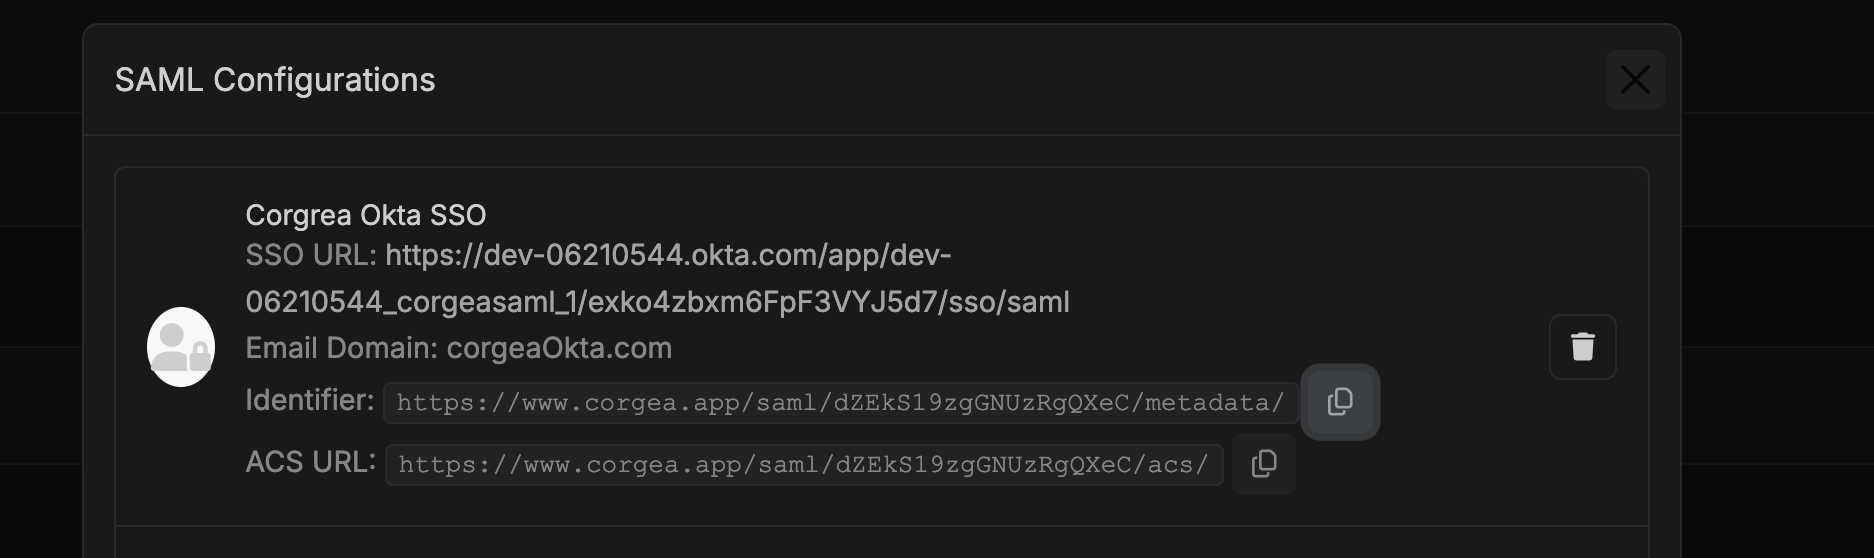 SAML Configurations
Corgrea Okta SSO
SSO URL: https://dev-06210544.okta.com/app/dev-
06210544_corgeasaml_1/exko4zbxm6FpF3VYJ5d7/sso/saml
Email Domain: corgeaOkta.com
Identifier: https://www.corgea.app/saml/dZEkS19zgGNUzRgQXeC/metadata/
ACS URL: https://www.corgea.app/saml/dZEkS19zgGNUzRgQXeC/acs/